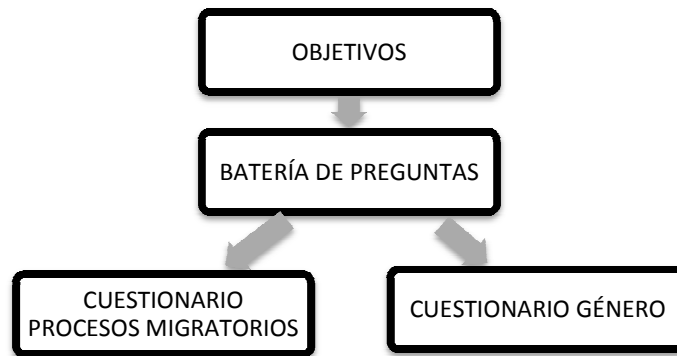 OBJETIVOS
BATERÍA DE PREGUNTAS
CUESTIONARIO
PROCESOS MIGRATORIOS
CUESTIONARIO GÉNERO